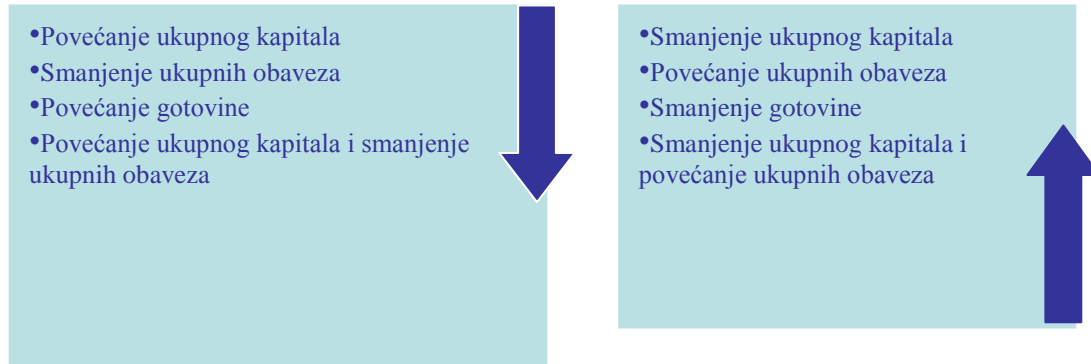 •Povećanje ukupnog kapitala
•Smanjenje ukupnih obaveza
•Povećanje gotovine
•Povećanje ukupnog kapitala i smanjenje
ukupnih obaveza
•Smanjenje ukupnog kapitala
•Povećanje ukupnih obaveza
•Smanjenje gotovine
•Smanjenje ukupnog kapitala i
povećanje ukupnih obaveza